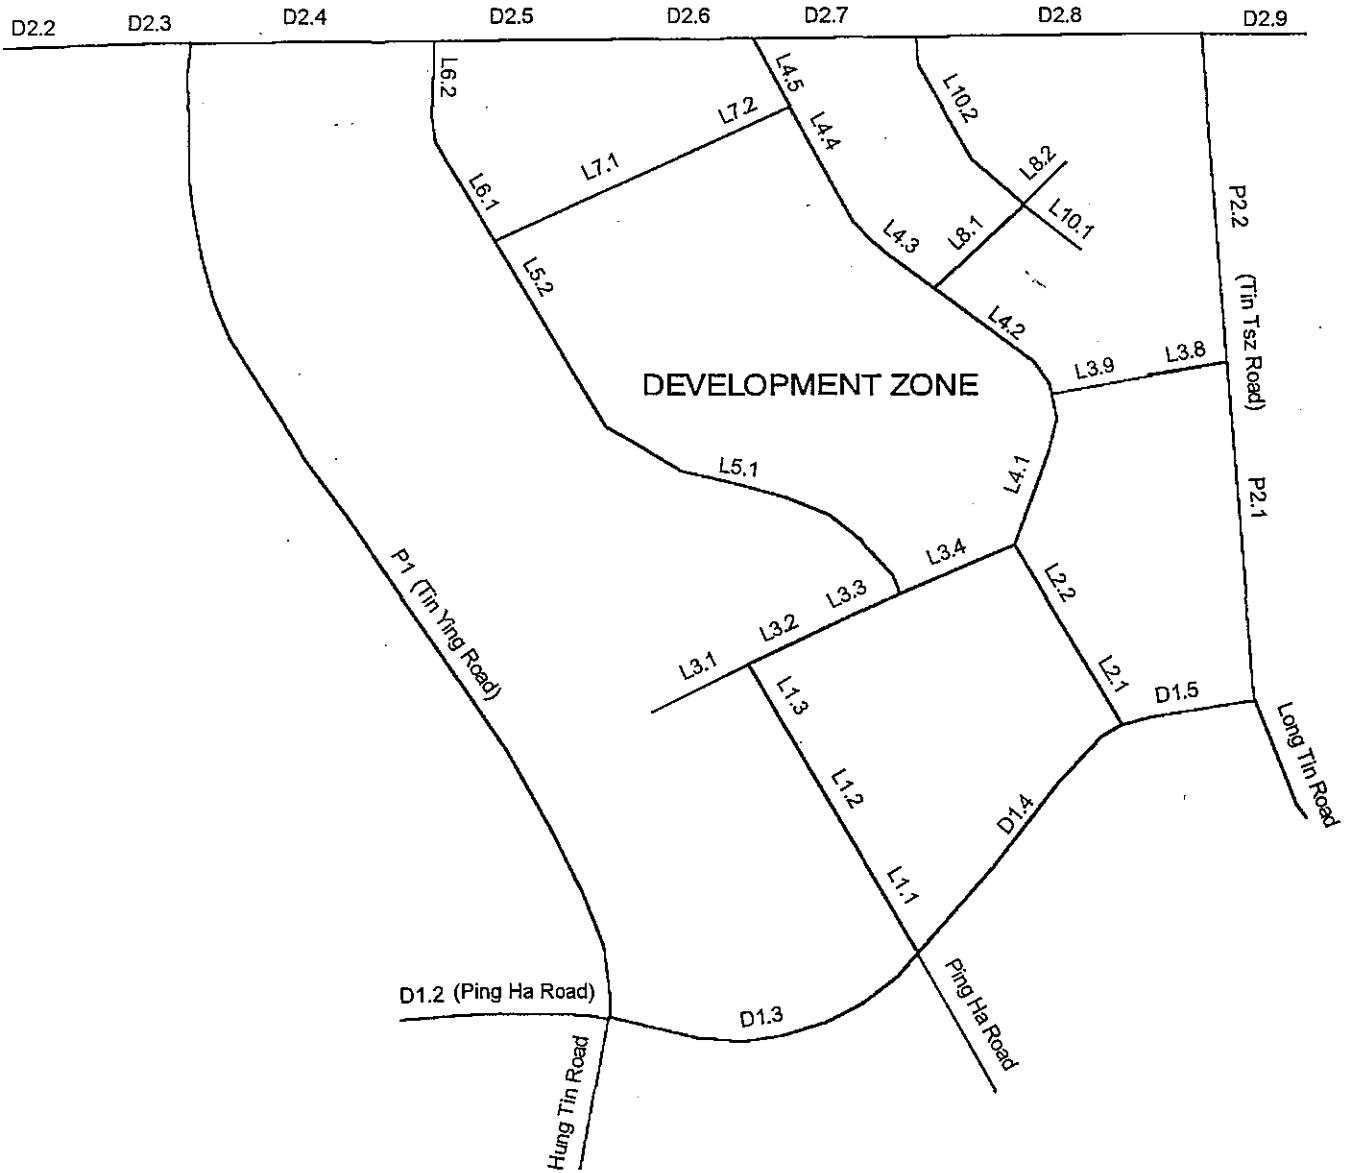 D2.2
D2.3
D2.4
D2.5
D2.6
D2.7
D2.8
D2.9
L6.2
L4.5
L10.2
L7.2
L4.4
L7.1
L8.2
L6.1
P2.2
L10.1
L8.1
L4.3
L5.2
(Tin Tsz Road)
L4.2
L3.9
L3.8
DEVELOPMENT ZONE
L5.1
L4.1
P2.1
P1 (Tin Ying Road)
L3.4
L3.3
L2.2
L3.2
L3.1
L2.1
L1.3
D1.5
Long Tin Road
L1.2
D1.4
L1.1
D1.2 (Ping Ha Road)
D1.3
Ping Ha Road
Hung Tin Road